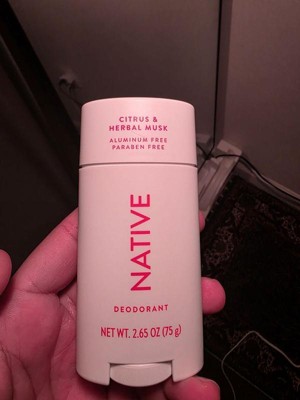 CITRUS &
HERBAL MUSK
ALUMINUM FREE
PARABEN FREE
NATIVE
DEODORANT
NET WT. 2.65 OZ (75 g)